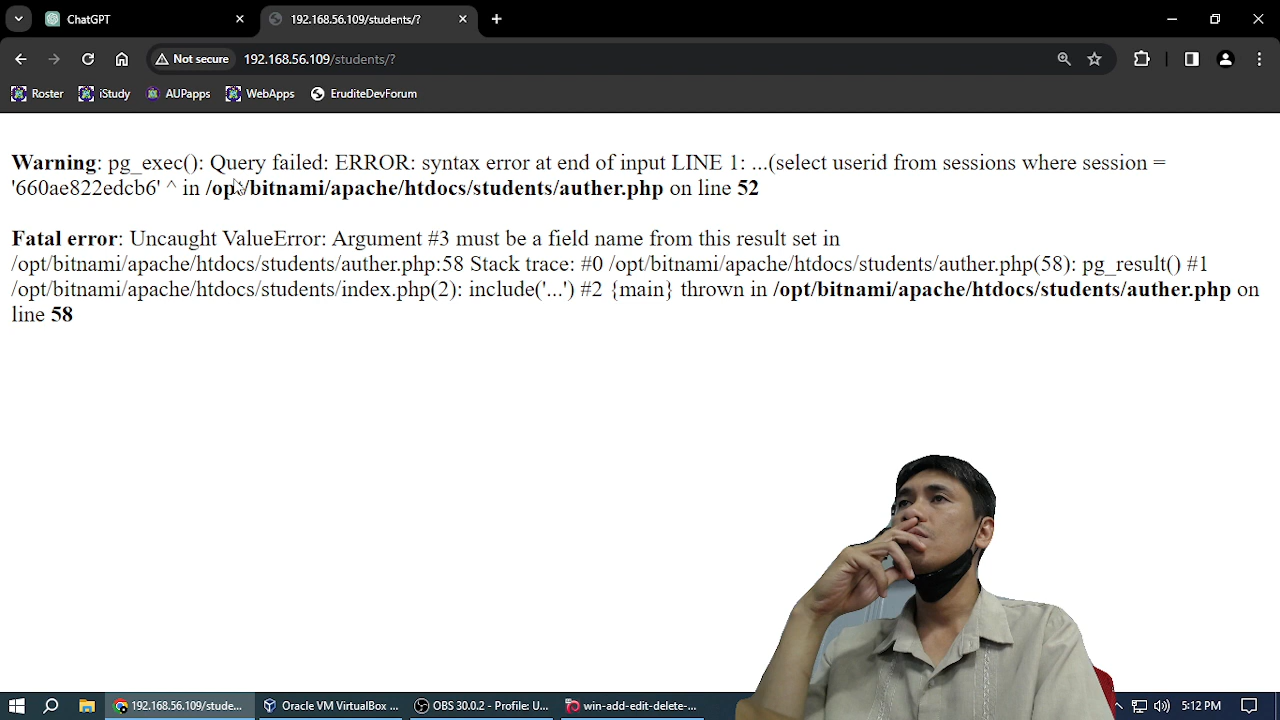 ChatGPT
192.168.56.109/students/?
Not secure
192.168.56.109/students/?
Roster
iStudy
AUPapps
WebApps
EruditeDevForum
Warning: pg_exec(): Query failed: ERROR: syntax error at end of input LINE 1: ...(select userid from sessions where session =
'660ae822edcb6' ^ in /opt/bitnami/apache/htdocs/students/auther.php on line 52
Fatal error: Uncaught ValueError: Argument #3 must be a field name from this result set in
/opt/bitnami/apache/htdocs/students/auther.php:58 Stack trace: #0 /opt/bitnami/apache/htdocs/students/auther.php(58): pg_result() #1
/opt/bitnami/apache/htdocs/students/index.php(2): include('...') #2 {main} thrown in /opt/bitnami/apache/htdocs/students/auther.php on
line 58
192.168.56.109/stude...
Oracle VM VirtualBox ...
OBS 30.0.2 - Profile: U...
win-add-edit-delete-...
5:12 PM